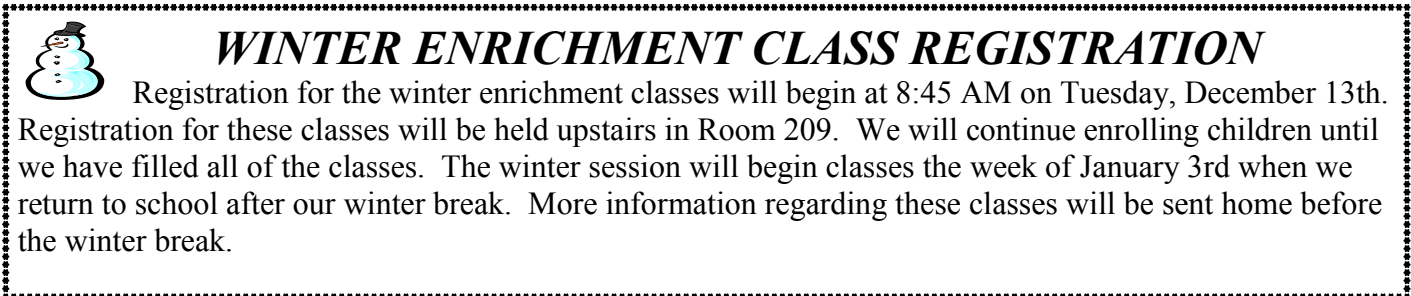 WINTER ENRICHMENT CLASS REGISTRATION
Registration for the winter enrichment classes will begin at 8:45 AM on Tuesday, December 13th.
Registration for these classes will be held upstairs in Room 209.  We will continue enrolling children until
we have filled all of the classes.  The winter session will begin classes the week of January 3rd when we
return to school after our winter break.  More information regarding these classes will be sent home before
the winter break.